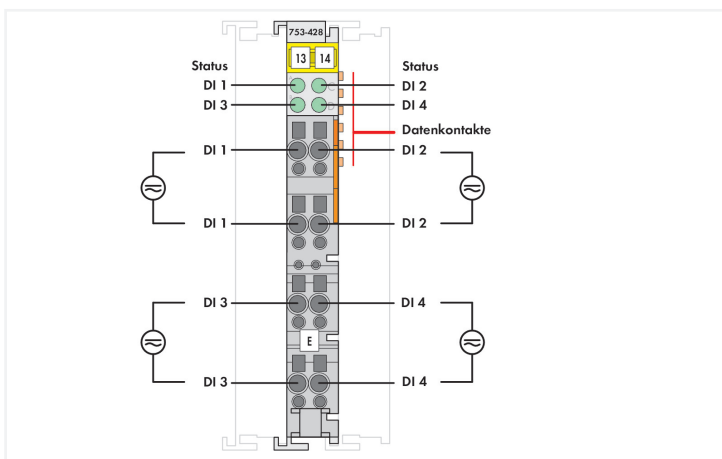 753-428
13 14
Status Status
DI 1 DI 2
DI 3 DI 4
Datenkontakte
DI 1 DI 2
DI 1 DI 2
DI 3 DI 4
E
DI 3 DI 4